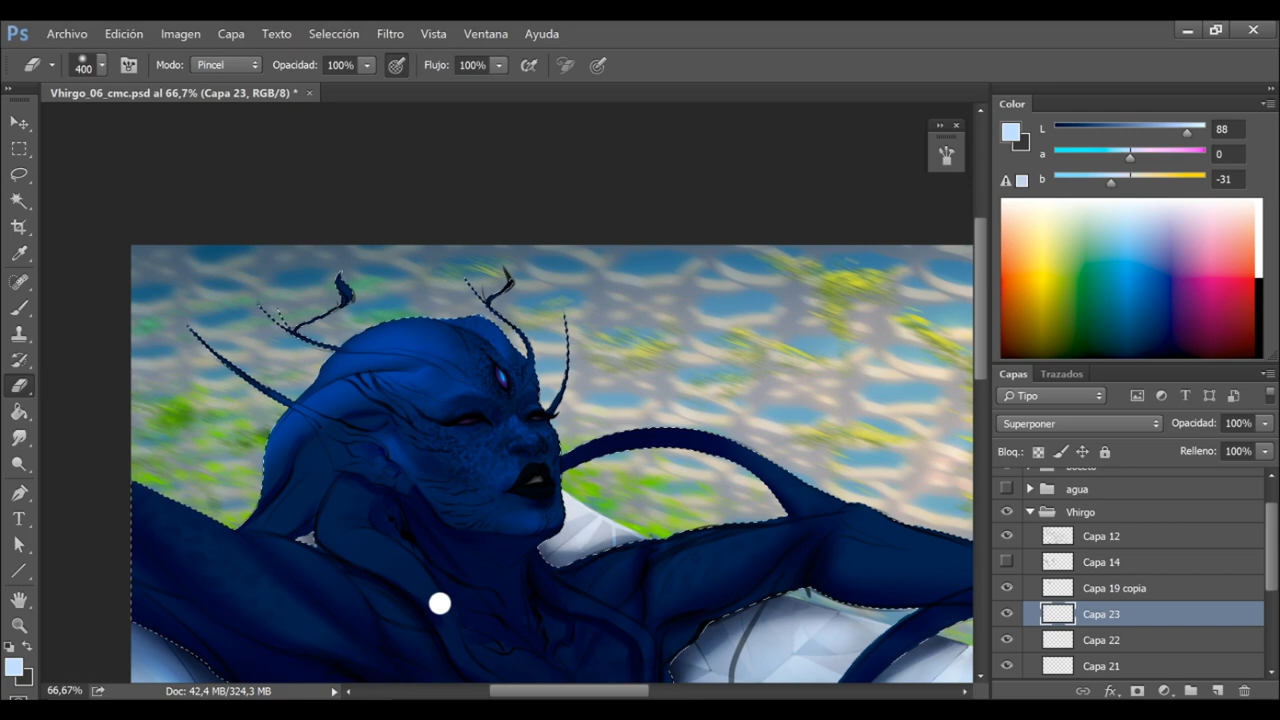 Ps Archivo Edición Imagen Capa Texto Selección Filtro Vista Ventana Ayuda
400 Modo: Pincel Opacidad: 100% Flujo: 100%
Vhirgo_06_cmc.psd al 66,7% (Capa 23, RGB/8) * ×
Color
L 88
a 0
b -31
Capas Trazados
Tipo
Superponer Opacidad: 100%
Bloq.: Relleno: 100%
agua
Vhirgo
Capa 12
Capa 14
Capa 19 copia
Capa 23
Capa 22
Capa 21
66,67% Doc: 42,4 MB/324,3 MB